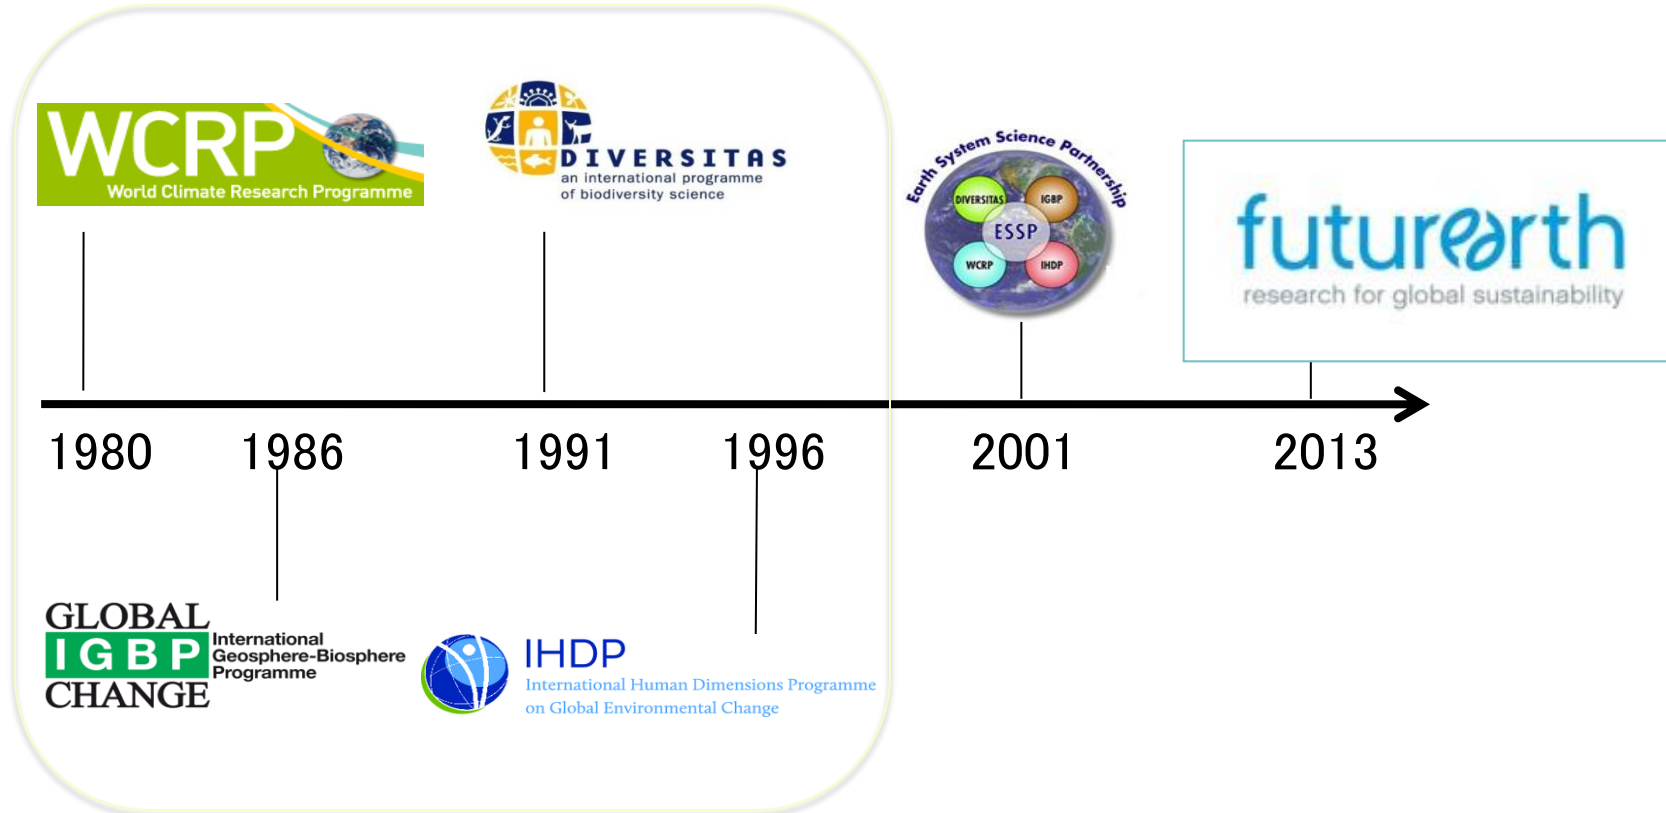 WCRP
World Climate Research Programme
DIVERSITAS
an international programme
of biodiversity science
Earth System Science Partnership
DIVERSITAS
IGBP
ESSP
WCRP
IHDP
futurearth
research for global sustainability
1980
1986
1991
1996
2001
2013
GLOBAL
IGBP
CHANGE
International
Geosphere-Biosphere
Programme
IHDP
International Human Dimensions Programme
on Global Environmental Change